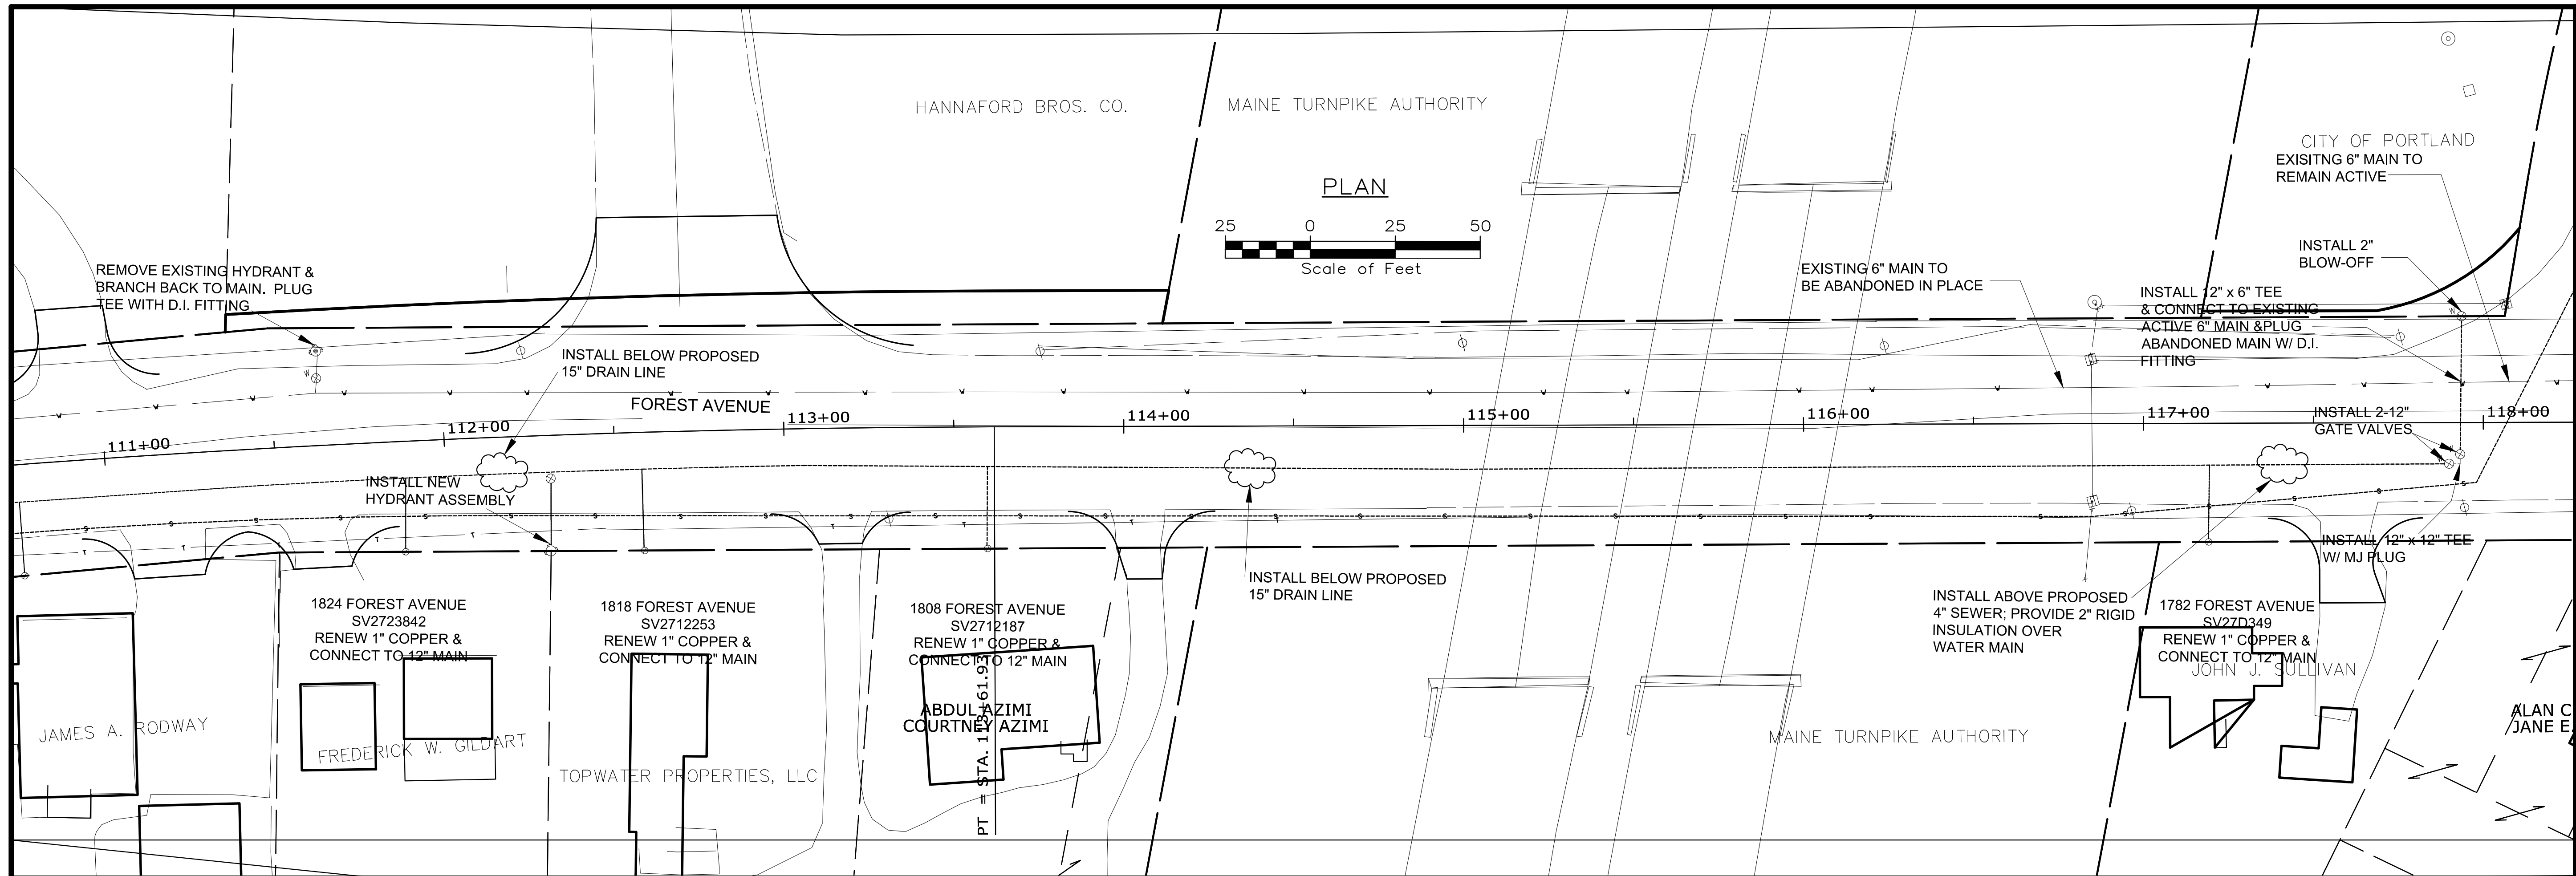 HANNAFORD BROS. CO.
MAINE TURNPIKE AUTHORITY
CITY OF PORTLAND
EXISITNG 6" MAIN TO
REMAIN ACTIVE
PLAN
25 0 25 50
Scale of Feet
INSTALL 2"
BLOW-OFF
REMOVE EXISTING HYDRANT &
BRANCH BACK TO MAIN. PLUG
TEE WITH D.I. FITTING
EXISTING 6" MAIN TO
BE ABANDONED IN PLACE
INSTALL 12" x 6" TEE
& CONNECT TO EXISTING
ACTIVE 6" MAIN &PLUG
ABANDONED MAIN W/ D.I.
FITTING
INSTALL BELOW PROPOSED
15" DRAIN LINE
FOREST AVENUE
111+00
112+00
113+00
114+00
115+00
116+00
117+00
118+00
INSTALL 2-12"
GATE VALVES
INSTALL NEW
HYDRANT ASSEMBLY
INSTALL 12" x 12" TEE
W/ MJ PLUG
INSTALL BELOW PROPOSED
15" DRAIN LINE
INSTALL ABOVE PROPOSED
4" SEWER; PROVIDE 2" RIGID
INSULATION OVER
WATER MAIN
1824 FOREST AVENUE
SV2723842
RENEW 1" COPPER &
CONNECT TO 12" MAIN
1818 FOREST AVENUE
SV2712253
RENEW 1" COPPER &
CONNECT TO 12" MAIN
1808 FOREST AVENUE
SV2712187
RENEW 1" COPPER &
CONNECT TO 12" MAIN
1782 FOREST AVENUE
SV27D349
RENEW 1" COPPER &
CONNECT TO 12" MAIN
JOHN J. SULLIVAN
PT = STA. 113+61.93
ABDUL AZIMI
COURTNEY AZIMI
JAMES A. RODWAY
FREDERICK W. GILDART
TOPWATER PROPERTIES, LLC
MAINE TURNPIKE AUTHORITY
ALAN C
JANE E.